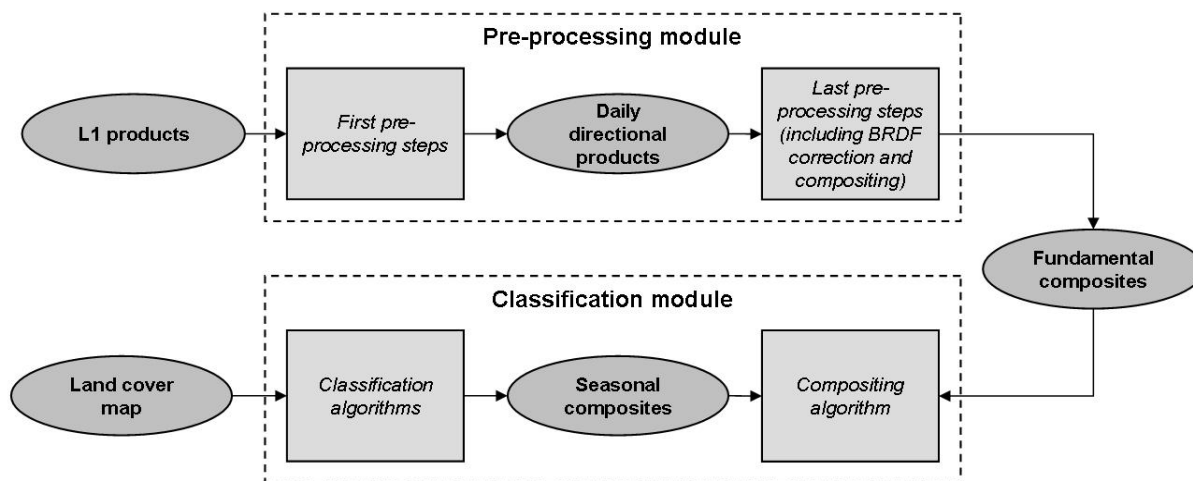 Pre-processing module
L1 products
First pre-
processing steps
Daily
directional
products
Last pre-
processing steps
(including BRDF
correction and
compositing)
Fundamental
composites
Classification module
Land cover
map
Classification
algorithms
Seasonal
composites
Compositing
algorithm